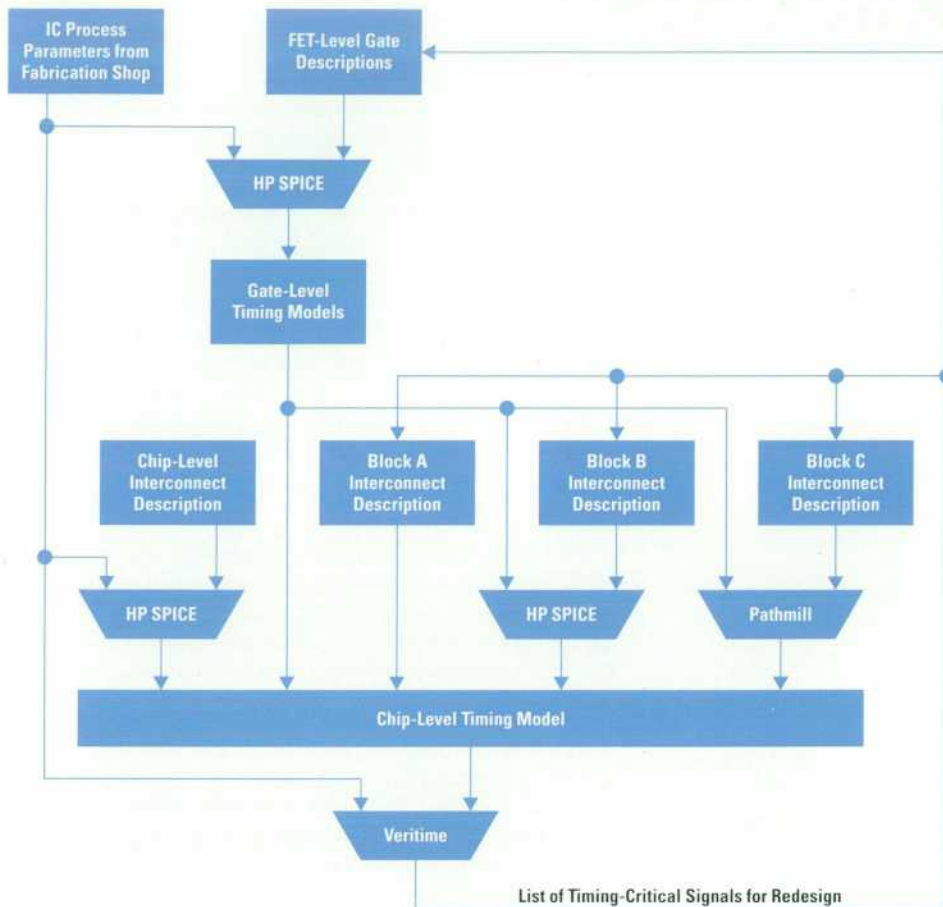 IC Process
Parameters from
Fabrication Shop
FET-Level Gate
Descriptions
HP SPICE
Gate-Level
Timing Models
Chip-Level
Interconnect
Description
Block A
Interconnect
Description
Block B
Interconnect
Description
Block C
Interconnect
Description
HP SPICE
HP SPICE
Pathmill
Chip-Level Timing Model
Veritime
List of Timing-Critical Signals for Redesign